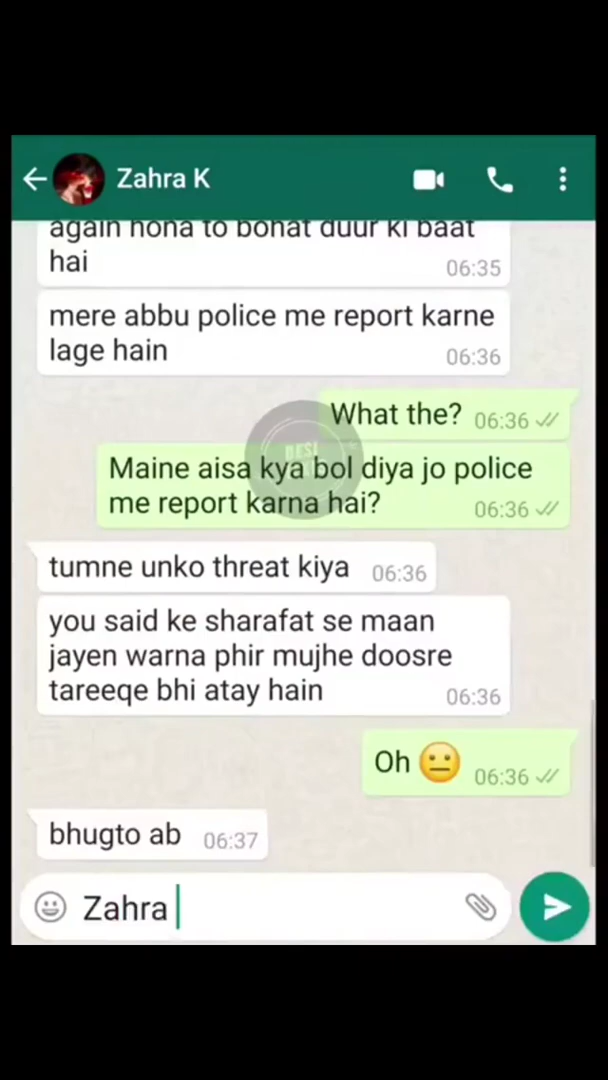 Zahra K
again hona to bohat duur ki baat
hai
06:35
mere abbu police me report karne
lage hain
06:36
What the? 06:36
Maine aisa kya bol diya jo police
me report karna hai?
06:36
tumne unko threat kiya 06:36
you said ke sharafat se maan
jayen warna phir mujhe doosre
tareeqe bhi atay hain
06:36
Oh 😐 06:36
bhugto ab 06:37
Zahra
DESI